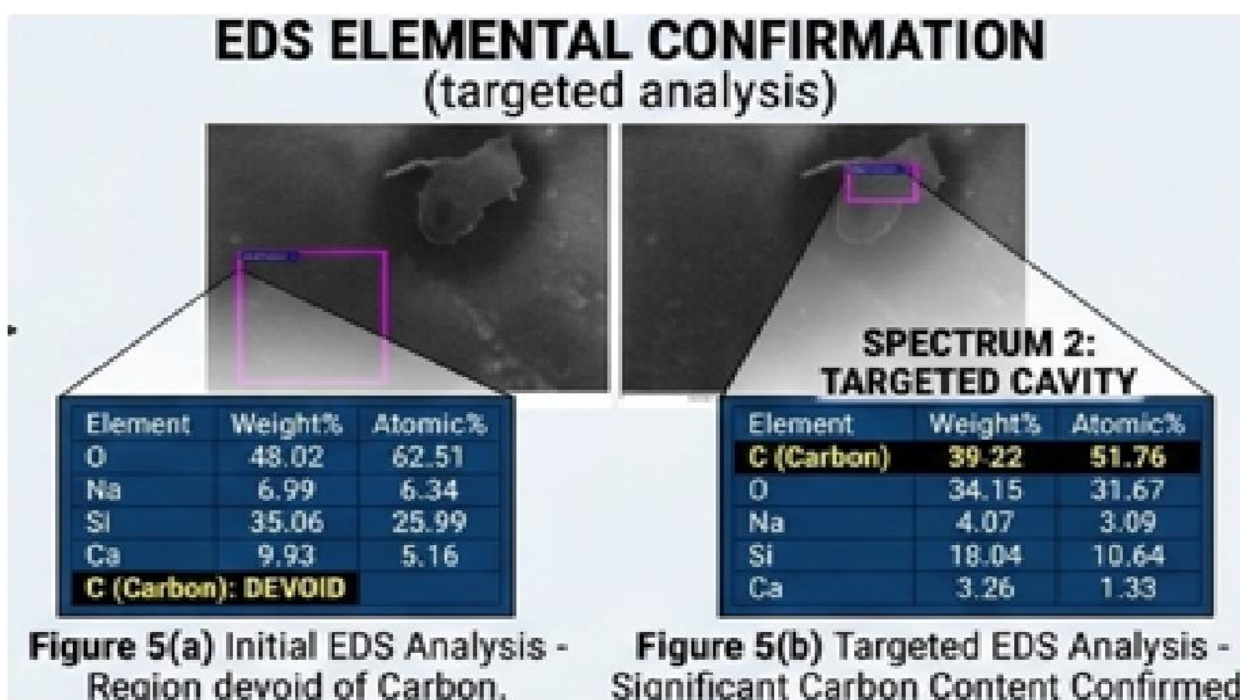 EDS ELEMENTAL CONFIRMATION
(targeted analysis)
SPECTRUM 2:
TARGETED CAVITY
Element Weight% Atomic%
O 48.02 62.51
Na 6.99 6.34
Si 35.06 25.99
Ca 9.93 5.16
C (Carbon): DEVOID
Element Weight% Atomic%
C (Carbon) 39.22 51.76
O 34.15 31.67
Na 4.07 3.09
Si 18.04 10.64
Ca 3.26 1.33
Figure 5(a) Initial EDS Analysis -
Region devoid of Carbon.
Figure 5(b) Targeted EDS Analysis -
Significant Carbon Content Confirmed